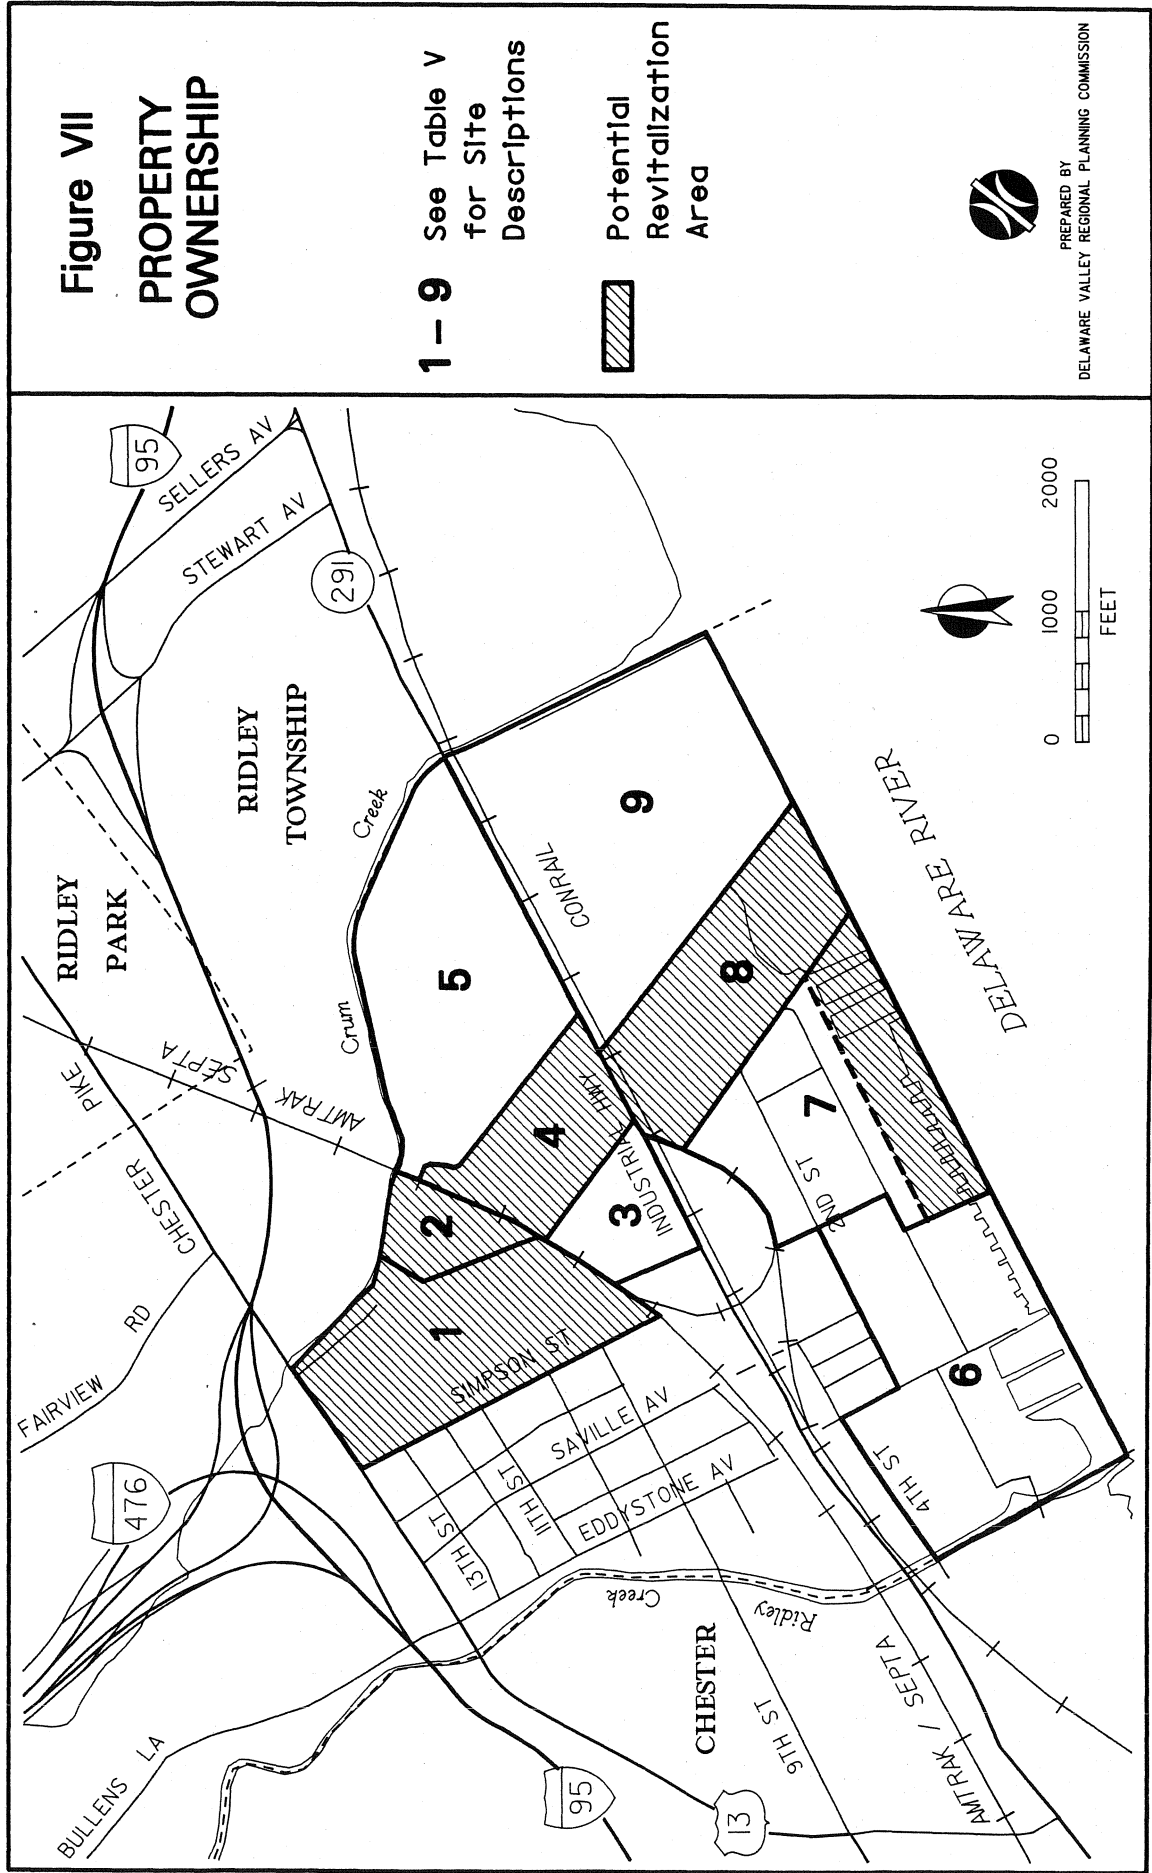 Figure VII
PROPERTY
OWNERSHIP
1-9
See Table V
for Site
Descriptions
Potential
Revitalization
Area
PREPARED BY
DELAWARE VALLEY REGIONAL PLANNING COMMISSION
BULLENS LA
476
FAIRVIEW RD
CHESTER PIKE
RIDLEY
PARK
SEPTA
AMTRAK
RIDLEY
TOWNSHIP
95
SELLERS AV
STEWART AV
291
Crum Creek
5
CONRAIL
9
1
2
4
3
INDUSTRIAL HWY
SIMPSON ST
SAVILLE AV
EDDYSTONE AV
13TH ST
11TH ST
Ridley Creek
CHESTER
95
13
9TH ST
AMTRAK / SEPTA
4TH ST
2ND ST
6
7
8
DELAWARE RIVER
0 1000 2000
FEET